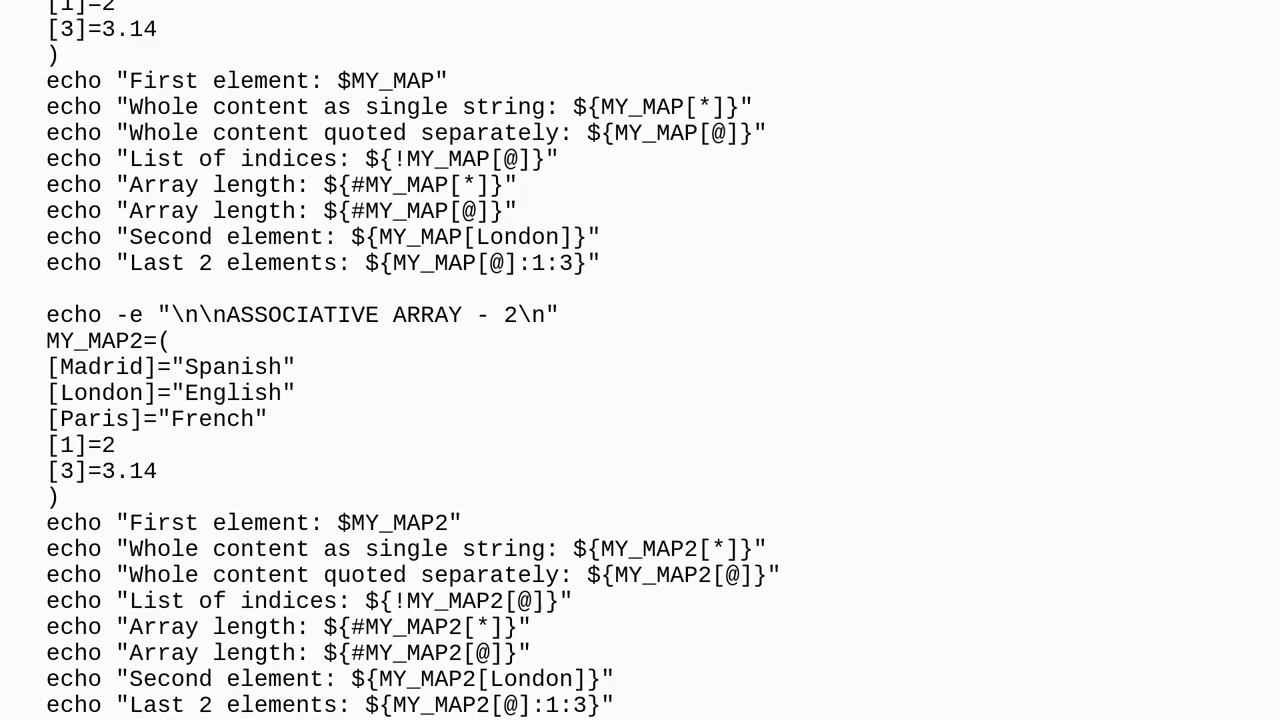 [1]=2
[3]=3.14
)
echo "First element: $MY_MAP"
echo "Whole content as single string: ${MY_MAP[*]}"
echo "Whole content quoted separately: ${MY_MAP[@]}"
echo "List of indices: ${!MY_MAP[@]}"
echo "Array length: ${#MY_MAP[*]}"
echo "Array length: ${#MY_MAP[@]}"
echo "Second element: ${MY_MAP[London]}"
echo "Last 2 elements: ${MY_MAP[@]:1:3}"

echo -e "\n\nASSOCIATIVE ARRAY - 2\n"
MY_MAP2=(
[Madrid]="Spanish"
[London]="English"
[Paris]="French"
[1]=2
[3]=3.14
)
echo "First element: $MY_MAP2"
echo "Whole content as single string: ${MY_MAP2[*]}"
echo "Whole content quoted separately: ${MY_MAP2[@]}"
echo "List of indices: ${!MY_MAP2[@]}"
echo "Array length: ${#MY_MAP2[*]}"
echo "Array length: ${#MY_MAP2[@]}"
echo "Second element: ${MY_MAP2[London]}"
echo "Last 2 elements: ${MY_MAP2[@]:1:3}"